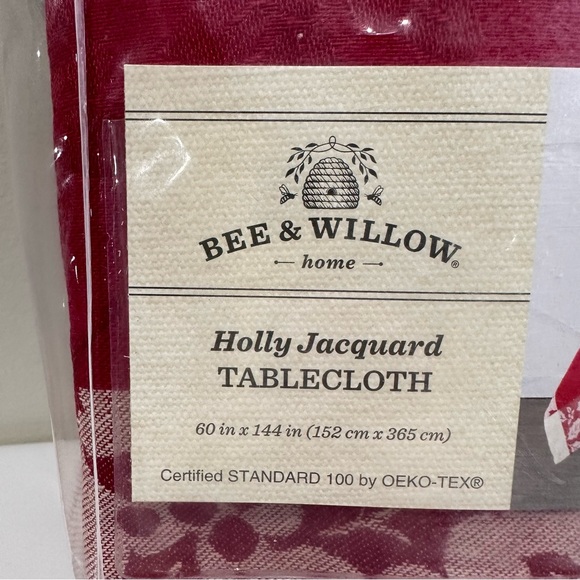 BEE & WILLOW®
home
Holly Jacquard
TABLECLOTH
60 in x 144 in (152 cm x 365 cm)
Certified STANDARD 100 by OEKO-TEX®